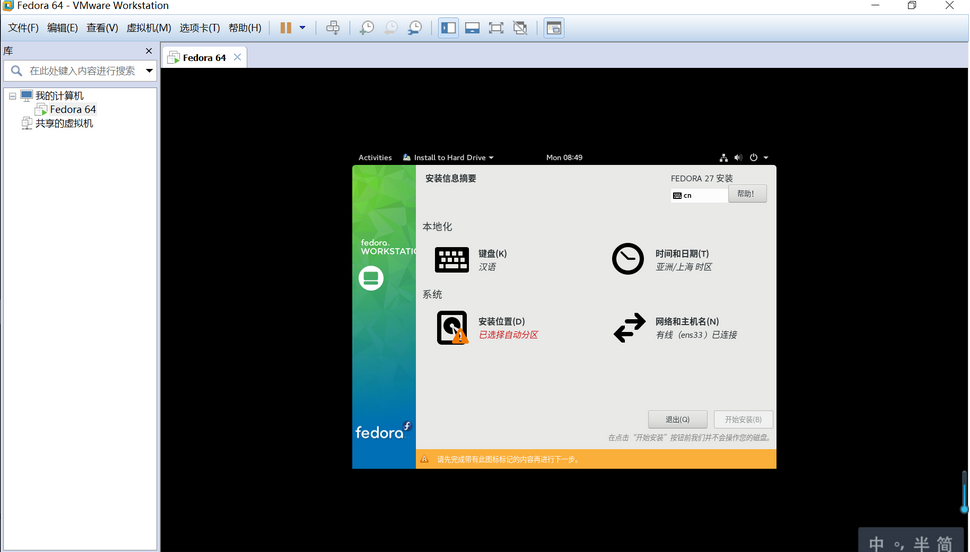 Fedora 64 - VMware Workstation
文件(F) 编辑(E) 查看(V) 虚拟机(M) 选项卡(T) 帮助(H)
库
在此处键入内容进行搜索
我的计算机
Fedora 64
共享的虚拟机
Fedora 64
Activities Install to Hard Drive Mon 08:49
安装信息摘要
FEDORA 27 安装
cn
帮助!
fedora.
WORKSTATIO
本地化
键盘(K)
汉语
时间和日期(T)
亚洲/上海 时区
系统
安装位置(D)
已选择自动分区
网络和主机名(N)
有线（ens33）已连接
fedora
退出(Q)
开始安装(B)
在点击“开始安装”按钮前我们并不会操作您的磁盘。
请先完成带有此图标标记的内容再进行下一步。
中 半 简